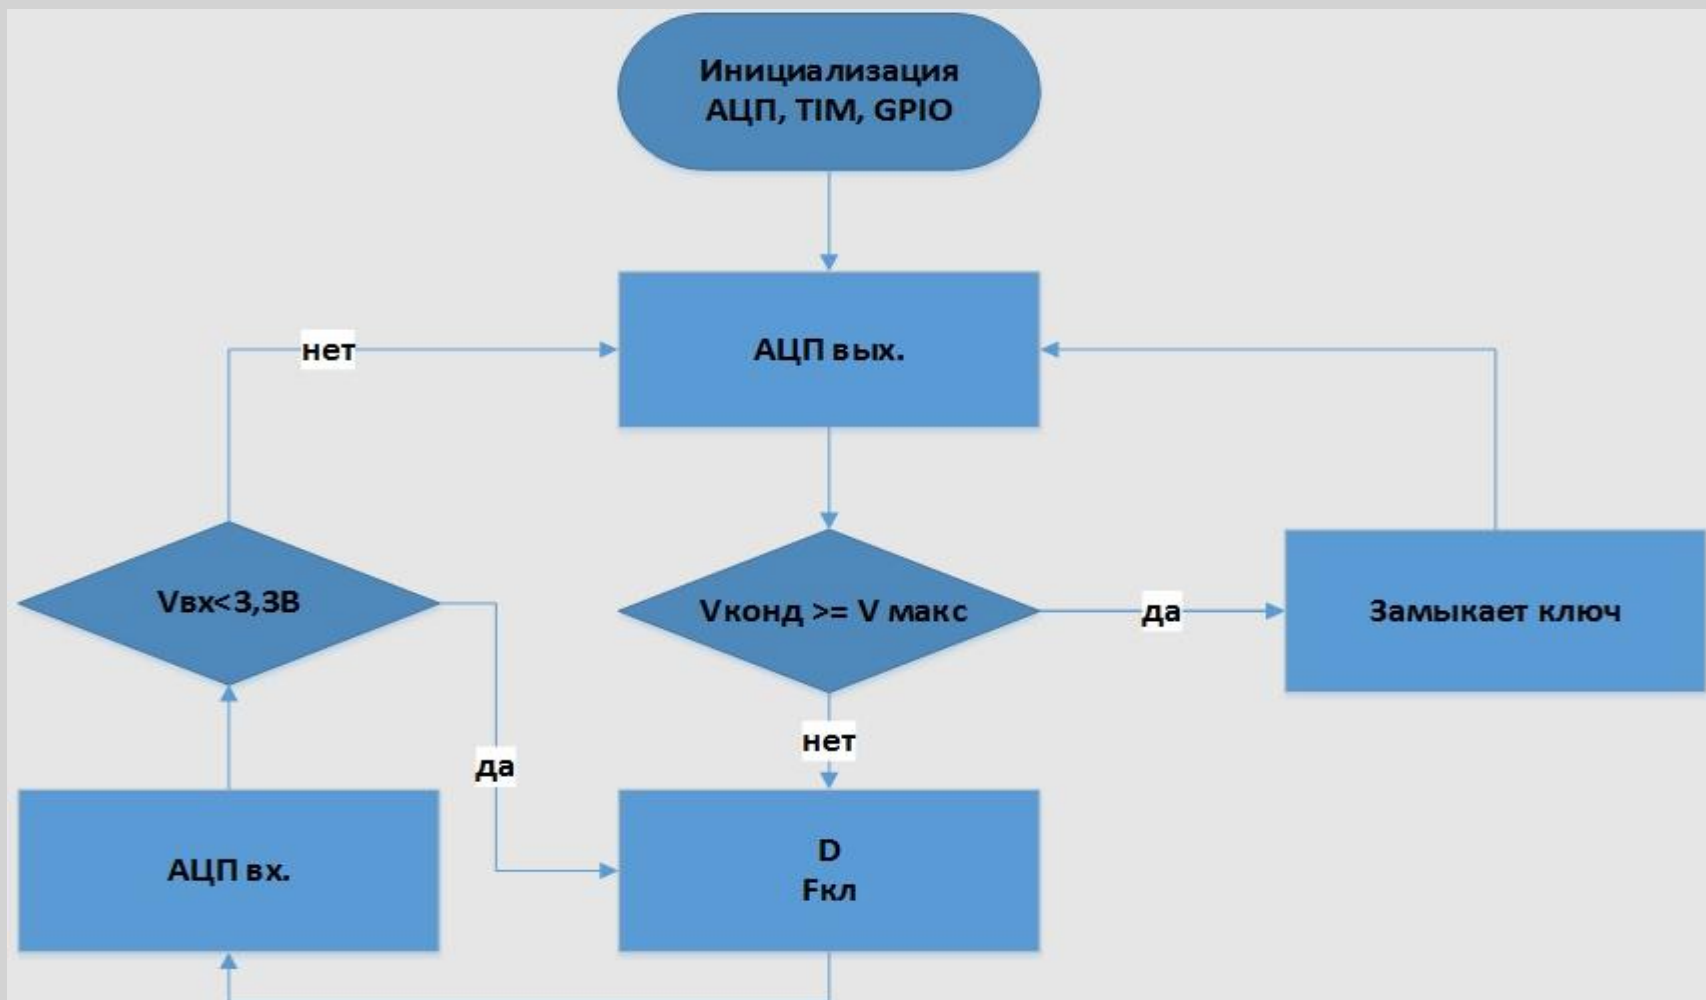 Инициализация
АЦП, TIM, GPIO
нет
АЦП вых.
Vвх<3,3В
Vконд >= V макс
да
Замыкает ключ
нет
да
АЦП вх.
D
Fкл